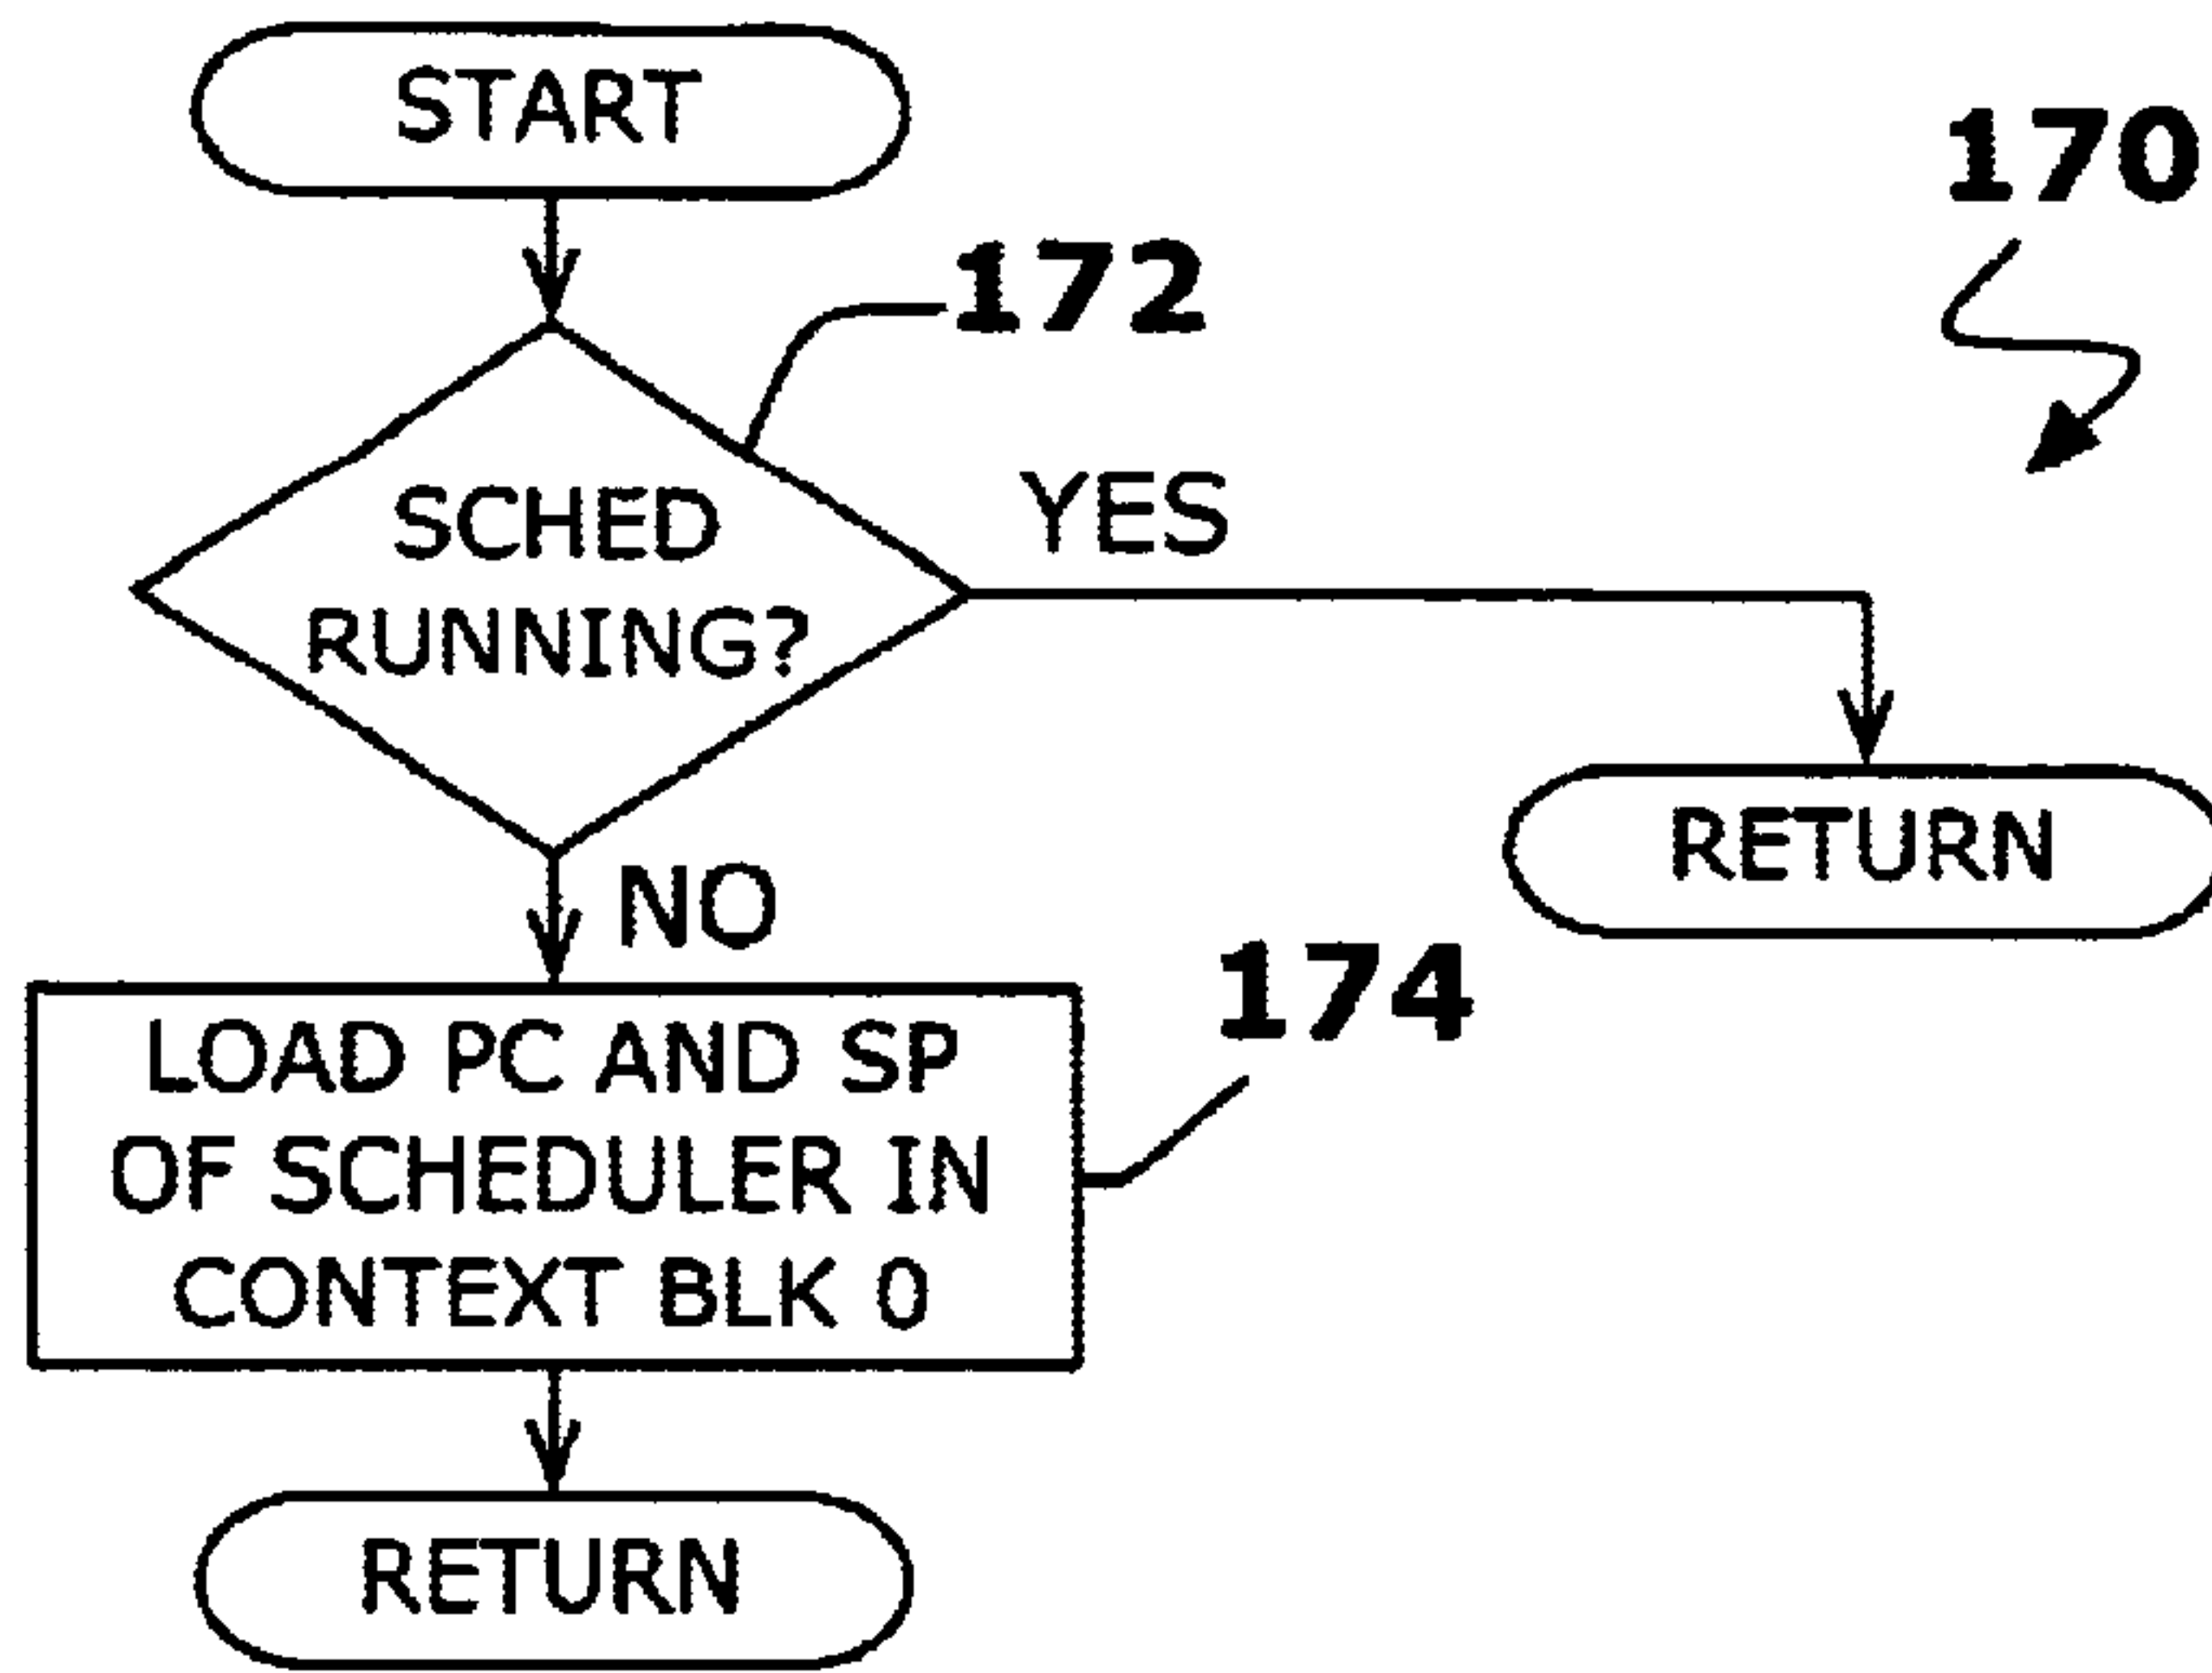 START
170
172
SCHED
RUNNING?
YES
RETURN
NO
174
LOAD PC AND SP
OF SCHEDULER IN
CONTEXT BLK 0
RETURN